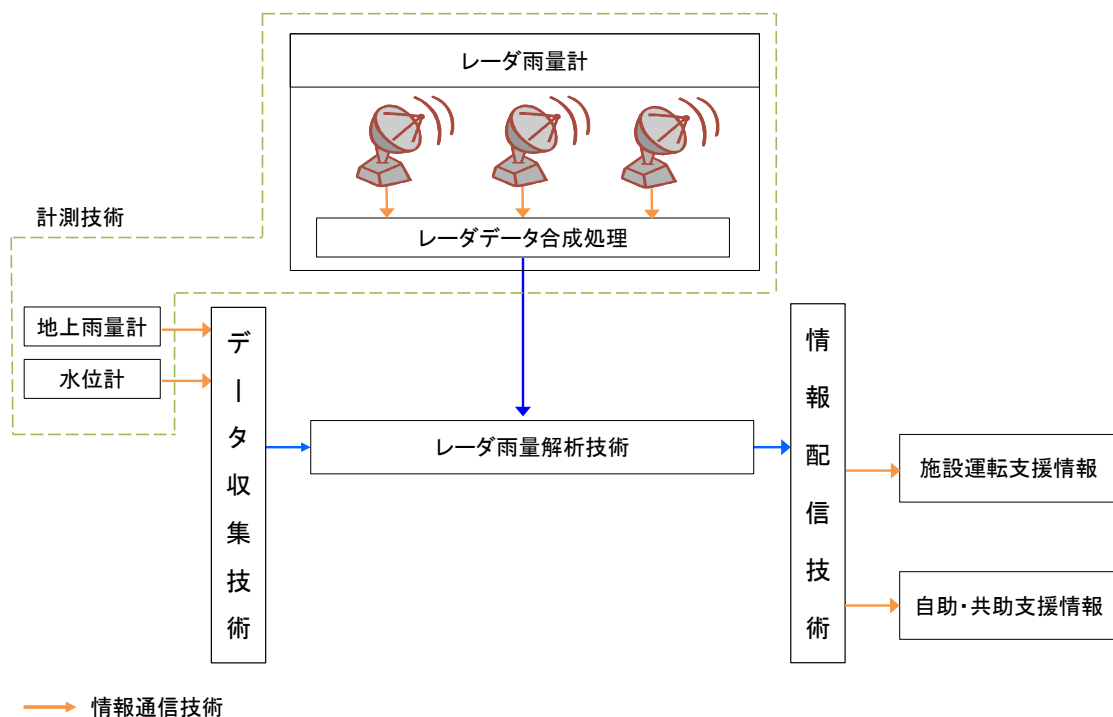 レーダ雨量計
レーダデータ合成処理
計測技術
地上雨量計
水位計
データ収集技術
レーダ雨量解析技術
情報配信技術
施設運転支援情報
自助・共助支援情報
情報通信技術